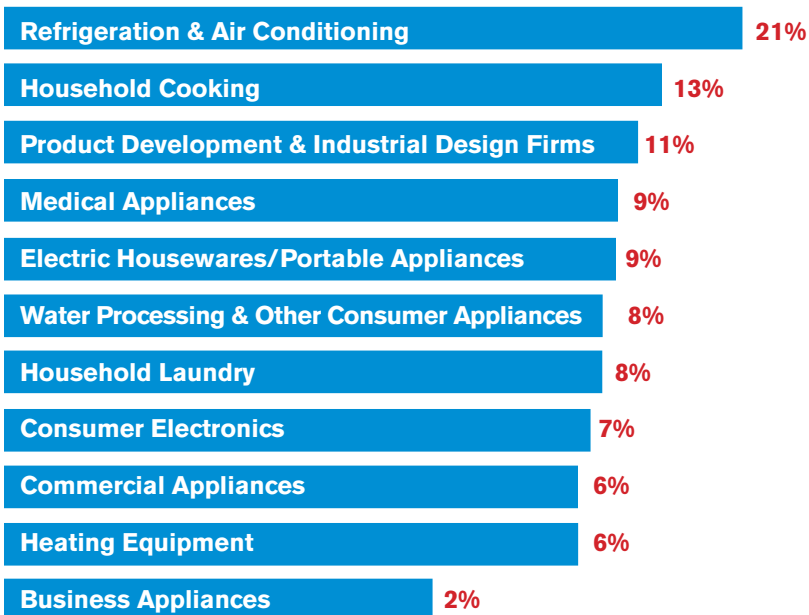 Refrigeration & Air Conditioning 21%
Household Cooking 13%
Product Development & Industrial Design Firms 11%
Medical Appliances 9%
Electric Housewares/Portable Appliances 9%
Water Processing & Other Consumer Appliances 8%
Household Laundry 8%
Consumer Electronics 7%
Commercial Appliances 6%
Heating Equipment 6%
Business Appliances 2%